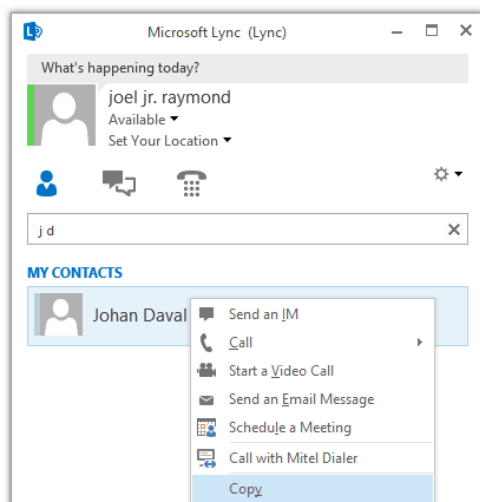 Microsoft Lync (Lync)
What's happening today?
joel jr. raymond
Available
Set Your Location
j d
MY CONTACTS
Johan Daval
Send an IM
Call
Start a Video Call
Send an Email Message
Schedule a Meeting
Call with Mitel Dialer
Copy